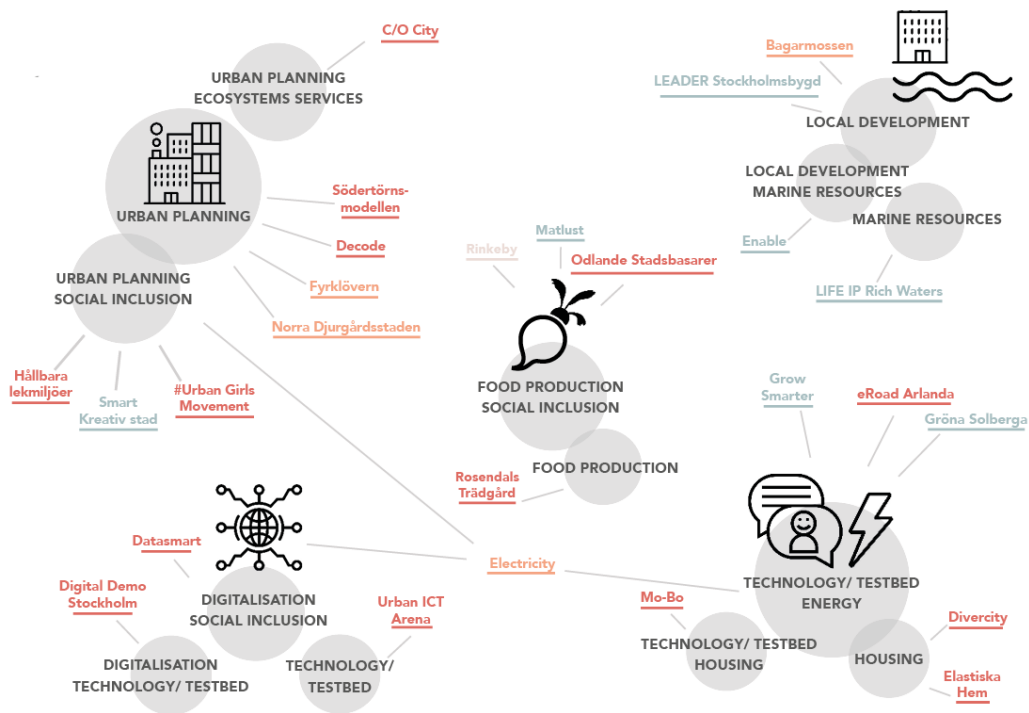 C/O City
URBAN PLANNING
ECOSYSTEMS SERVICES
URBAN PLANNING
Södertörns-
modellen
Decode
Fyrklövern
Norra Djurgårdsstaden
URBAN PLANNING
SOCIAL INCLUSION
Hållbara
lekmiljöer
Smart
Kreativ stad
#Urban Girls
Movement
Bagarmossen
LEADER Stockholmsbygd
LOCAL DEVELOPMENT
LOCAL DEVELOPMENT
MARINE RESOURCES
MARINE RESOURCES
Enable
LIFE IP Rich Waters
Rinkeby
Matlust
Odlande Stadsbasarer
FOOD PRODUCTION
SOCIAL INCLUSION
FOOD PRODUCTION
Rosendals
Trädgård
Grow
Smarter
eRoad Arlanda
Gröna Solberga
TECHNOLOGY/ TESTBED
ENERGY
Electricity
Datasmart
Digital Demo
Stockholm
DIGITALISATION
SOCIAL INCLUSION
Urban ICT
Arena
DIGITALISATION
TECHNOLOGY/ TESTBED
TECHNOLOGY/
TESTBED
Mo-Bo
TECHNOLOGY/ TESTBED
HOUSING
HOUSING
Divercity
Elastiska
Hem